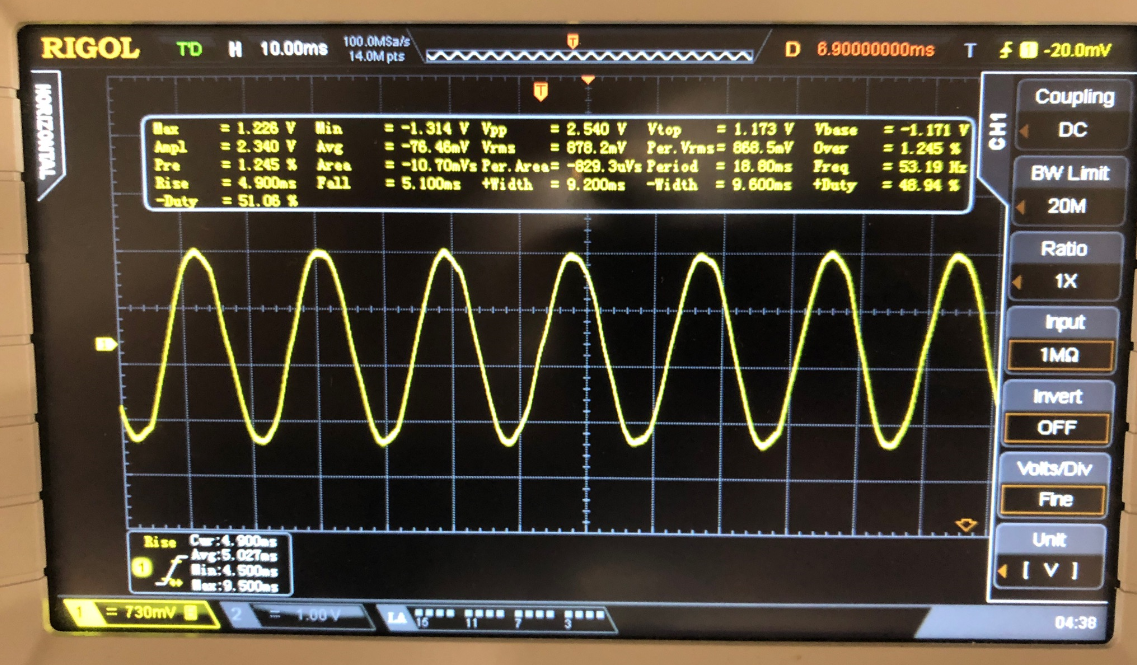 RIGOL T'D H 10.00ms 100.0MSa/s 14.0M pts T D 6.90000000ms T 1 -20.0mV
HORIZONTAL
T
CH1
Max = 1.226 V Min = -1.314 V Vpp = 2.540 V Vtop = 1.173 V Vbase = -1.171 V
Ampl = 2.340 V Avg = -76.46mV Vrms = 878.2mV Per.Vrms= 868.5mV Over = 1.245 %
Pre = 1.245 % Area = -10.70mVs Per.Area= -829.3uVs Period = 18.80ms Freq = 53.19 Hz
Rise = 4.900ms Fall = 5.100ms +Width = 9.200ms -Width = 9.600ms +Duty = 48.94 %
-Duty = 51.06 %
Coupling
DC
BW Limit
20M
Ratio
1X
Input
1MΩ
Invert
OFF
Volts/Div
Fine
Unit
[ V ]
1
Rise Cur:4.900ms
Avg:5.027ms
Min:4.500ms
Max:9.500ms
1
1 = 730mV B 2 = 1.00 V LA 15 11 7 3 04:38